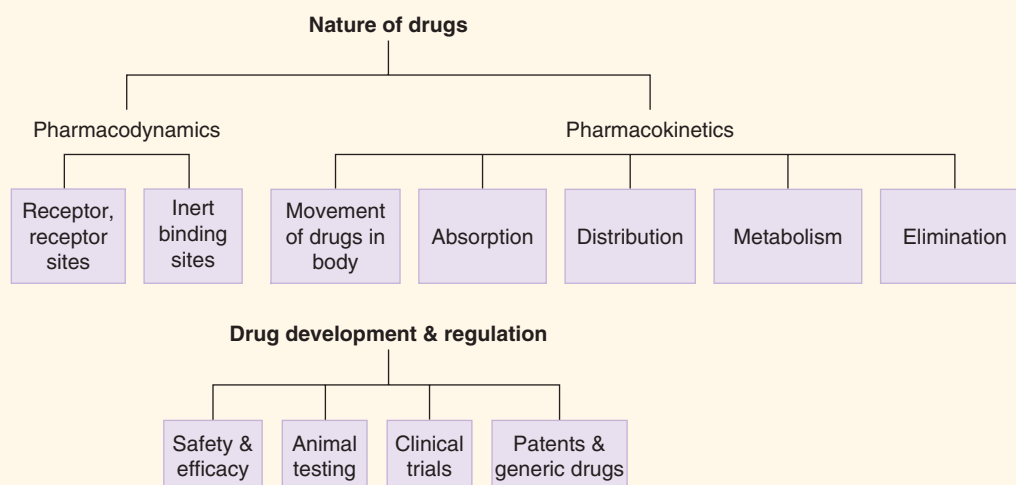 Nature of drugs
Pharmacodynamics
Pharmacokinetics
Receptor,
receptor
sites
Inert
binding
sites
Movement
of drugs in
body
Absorption
Distribution
Metabolism
Elimination
Drug development & regulation
Safety &
efficacy
Animal
testing
Clinical
trials
Patents &
generic drugs